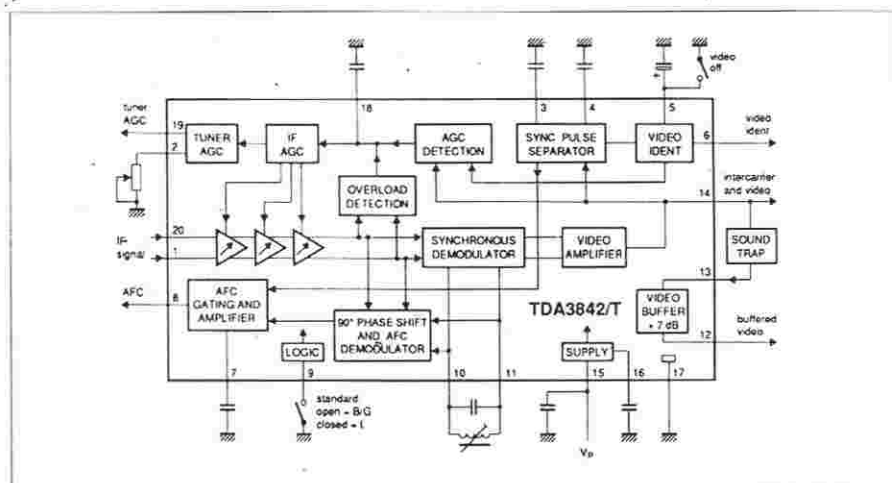 video
off
18
3
4
5
tuner
AGC
19
2
TUNER
AGC
IF
AGC
AGC
DETECTION
SYNC PULSE
SEPARATOR
VIDEO
IDENT
6
video
ident
OVERLOAD
DETECTION
14
intercarrier
and video
20
1
IF-
signal
SYNCHRONOUS
DEMODULATOR
VIDEO
AMPLIFIER
SOUND
TRAP
13
AFC
8
AFC
GATING AND
AMPLIFIER
90° PHASE SHIFT
AND AFC
DEMODULATOR
TDA3842/T
VIDEO
BUFFER
+ 7 dB
12
buffered
video
LOGIC
SUPPLY
7
9
10
11
15
16
17
standard
open = B/G
closed = L
Vp